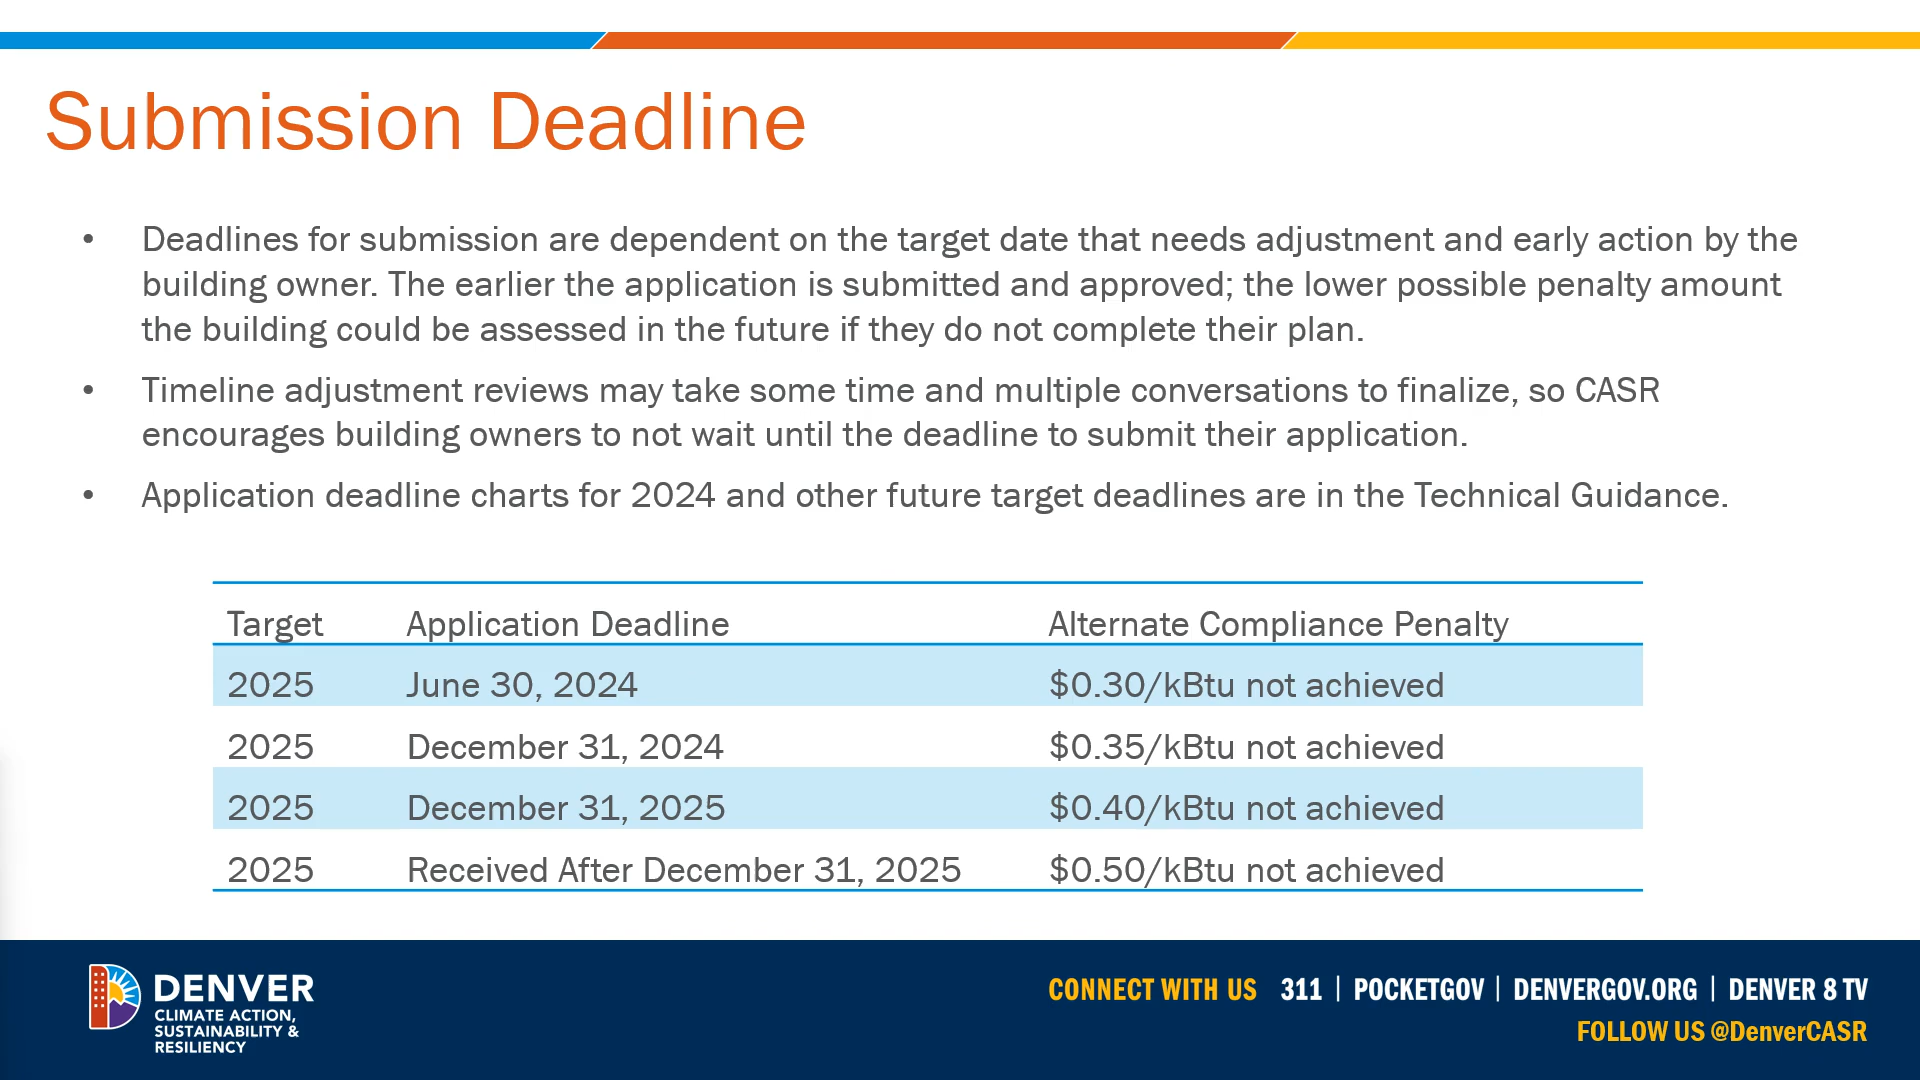 Submission Deadline
• Deadlines for submission are dependent on the target date that needs adjustment and early action by the
building owner. The earlier the application is submitted and approved; the lower possible penalty amount
the building could be assessed in the future if they do not complete their plan.
• Timeline adjustment reviews may take some time and multiple conversations to finalize, so CASR
encourages building owners to not wait until the deadline to submit their application.
• Application deadline charts for 2024 and other future target deadlines are in the Technical Guidance.
Target Application Deadline Alternate Compliance Penalty
2025 June 30, 2024 $0.30/kBtu not achieved
2025 December 31, 2024 $0.35/kBtu not achieved
2025 December 31, 2025 $0.40/kBtu not achieved
2025 Received After December 31, 2025 $0.50/kBtu not achieved
DENVER
CLIMATE ACTION,
SUSTAINABILITY &
RESILIENCY
CONNECT WITH US 311 | POCKETGOV | DENVERGOV.ORG | DENVER 8 TV
FOLLOW US @DenverCASR